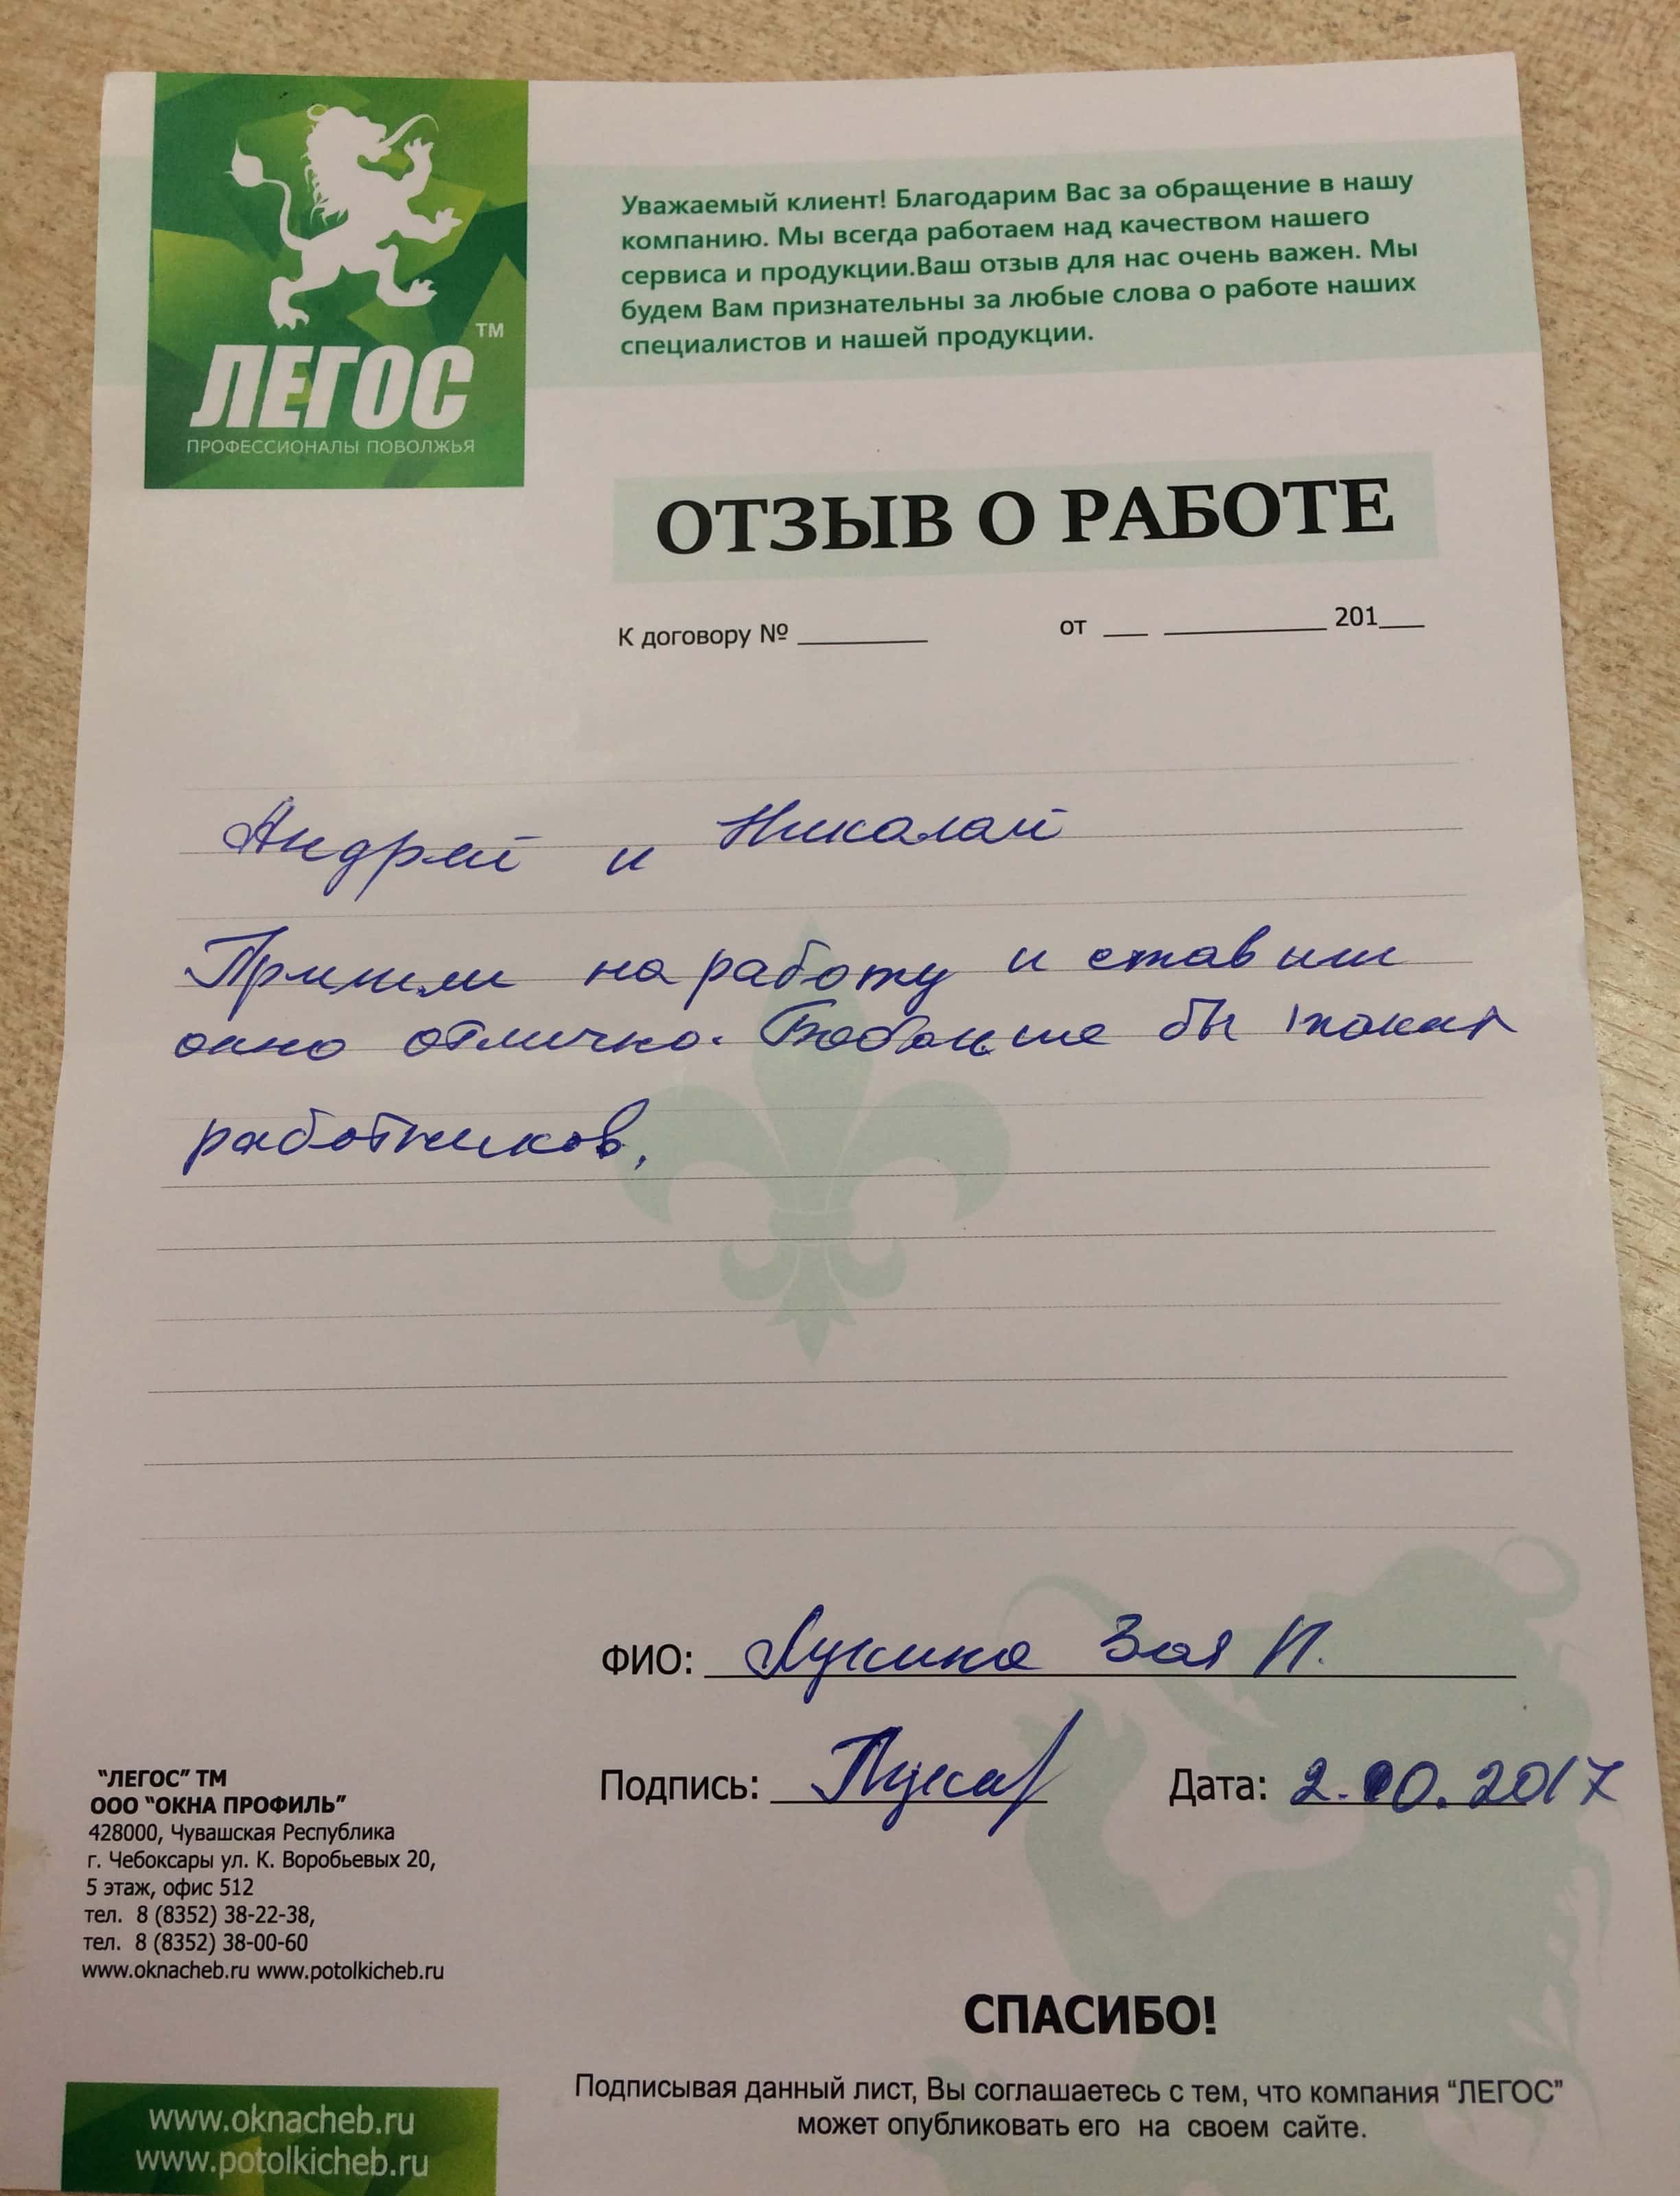 ЛЕГОС™
ПРОФЕССИОНАЛЫ ПОВОЛЖЬЯ
Уважаемый клиент! Благодарим Вас за обращение в нашу
компанию. Мы всегда работаем над качеством нашего
сервиса и продукции.Ваш отзыв для нас очень важен. Мы
будем Вам признательны за любые слова о работе наших
специалистов и нашей продукции.
ОТЗЫВ О РАБОТЕ
К договору № ________ от ___ __________ 201___
Андрей и Николай
Пришли на работу и ставили
окно отлично. бы таких
работников.
ФИО: Лукина Зоя И.
Подпись: Дата: 2.10.2017
"ЛЕГОС" ТМ
ООО "ОКНА ПРОФИЛЬ"
428000, Чувашская Республика
г. Чебоксары ул. К. Воробьевых 20,
5 этаж, офис 512
тел. 8 (8352) 38-22-38,
тел. 8 (8352) 38-00-60
www.oknacheb.ru www.potolkicheb.ru
СПАСИБО!
Подписывая данный лист, Вы соглашаетесь с тем, что компания "ЛЕГОС"
может опубликовать его на своем сайте.
www.oknacheb.ru
www.potolkicheb.ru